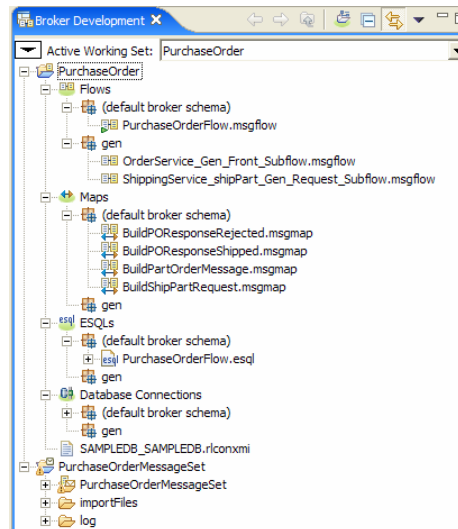 Broker Development
Active Working Set: PurchaseOrder
PurchaseOrder
Flows
(default broker schema)
PurchaseOrderFlow.msgflow
gen
OrderService_Gen_Front_Subflow.msgflow
ShippingService_shipPart_Gen_Request_Subflow.msgflow
Maps
(default broker schema)
BuildPOResponseRejected.msgmap
BuildPOResponseShipped.msgmap
BuildPartOrderMessage.msgmap
BuildShipPartRequest.msgmap
gen
esql ESQLs
(default broker schema)
esql PurchaseOrderFlow.esql
gen
Database Connections
(default broker schema)
gen
SAMPLEDB_SAMPLEDB.rlconxmi
PurchaseOrderMessageSet
PurchaseOrderMessageSet
importFiles
log